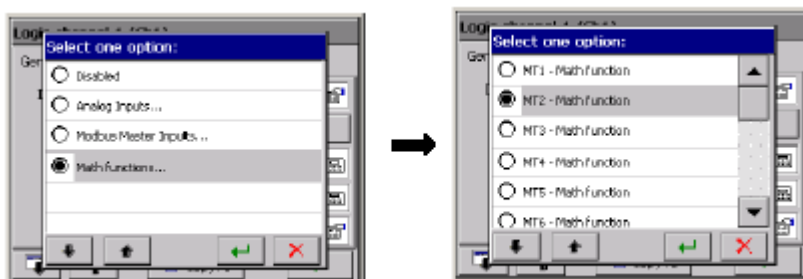 Select one option:
Disabled
Analog Inputs...
Modbus Master Inputs...
Math functions...
Select one option:
MT1 - Math function
MT2 - Math function
MT3 - Math function
MT4 - Math function
MT5 - Math function
MT6 - Math function